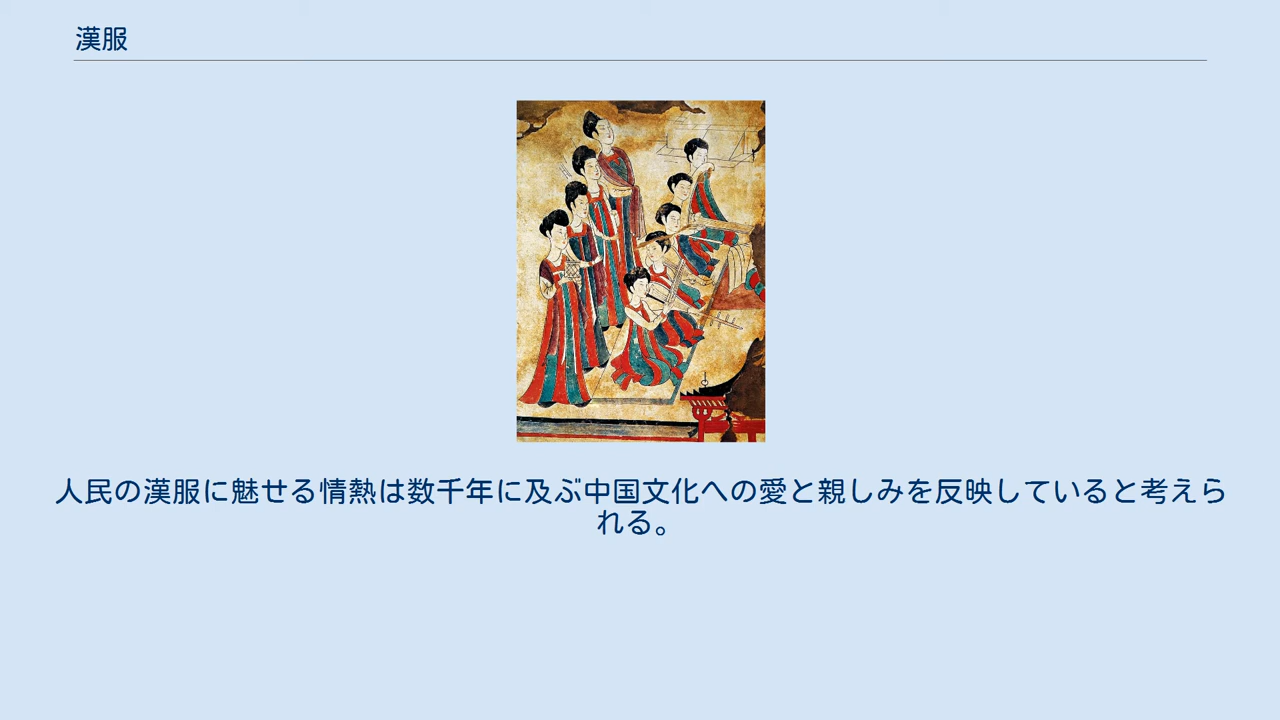 漢服
人民の漢服に魅せる情熱は数千年に及ぶ中国文化への愛と親しみを反映していると考えら
れる。